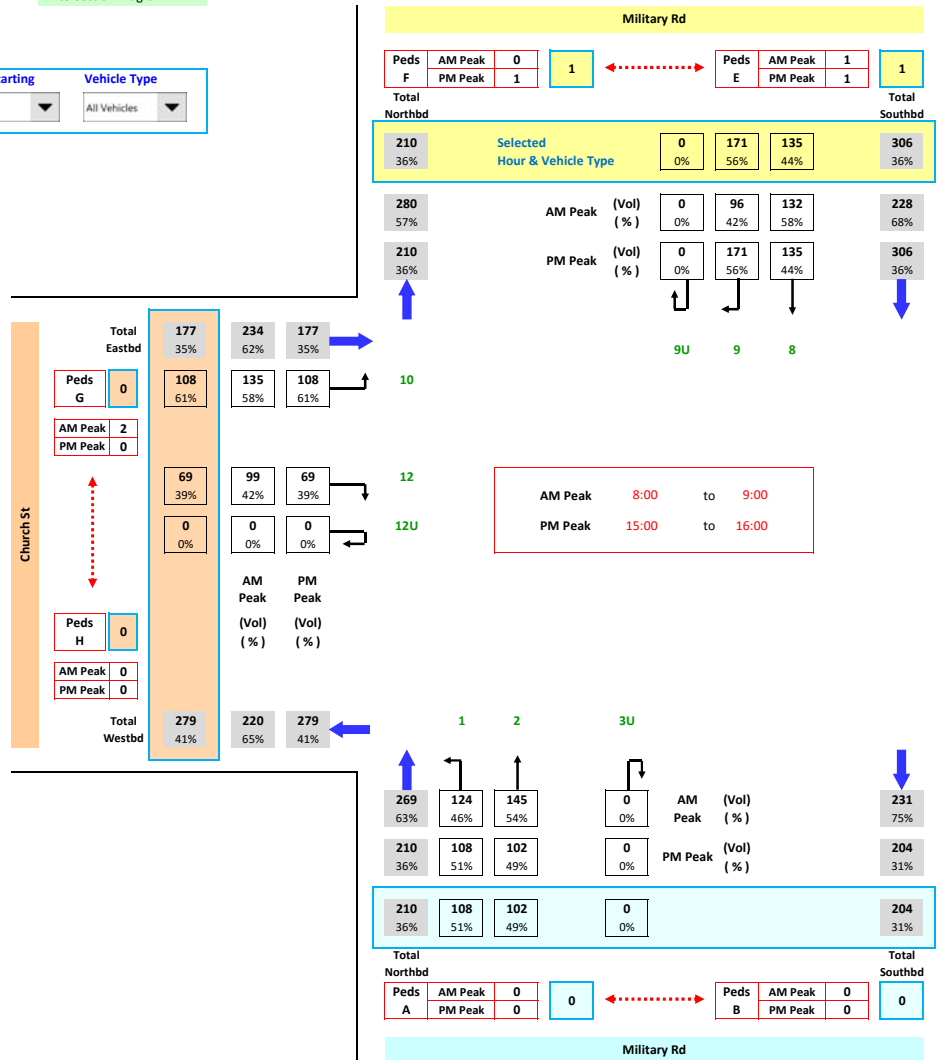 Military Rd
Peds AM Peak 0 1 Peds AM Peak 1 1
F PM Peak 1 E PM Peak 1
arting Vehicle Type
All Vehicles
Total Total
Northbd Southbd
210 Selected 0 171 135 306
36% Hour & Vehicle Type 0% 56% 44% 36%
280 AM Peak (Vol) 0 96 132 228
57% ( % ) 0% 42% 58% 68%
210 PM Peak (Vol) 0 171 135 306
36% ( % ) 0% 56% 44% 36%
Total 177 234 177
Eastbd 35% 62% 35%
9U 9 8
Peds 0 108 135 108 10
G 61% 58% 61%
AM Peak 2
PM Peak 0
69 99 69 12
39% 42% 39%
AM Peak 8:00 to 9:00
0 0 0 12U
0% 0% 0%
PM Peak 15:00 to 16:00
Church St
AM PM
Peak Peak
(Vol) (Vol)
( % ) ( % )
Peds 0
H
AM Peak 0
PM Peak 0
Total 279 220 279 1 2 3U
Westbd 41% 65% 41%
269 124 145 0 AM (Vol) 231
63% 46% 54% 0% Peak ( % ) 75%
210 108 102 0 PM Peak (Vol) 204
36% 51% 49% 0% ( % ) 31%
210 108 102 0 204
36% 51% 49% 0% 31%
Total Total
Northbd Southbd
Peds AM Peak 0 0 Peds AM Peak 0 0
A PM Peak 0 B PM Peak 0
Military Rd